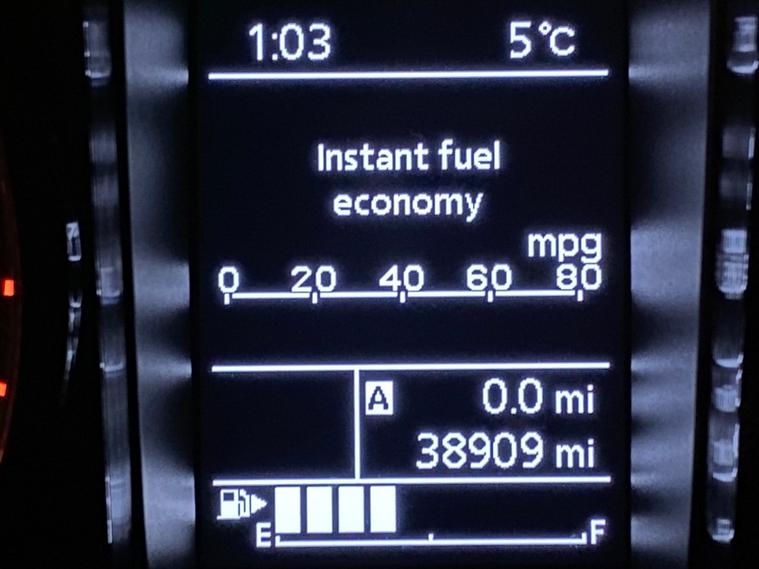 1:03 5°C
Instant fuel
economy
mpg
0 20 40 60 80
A 0.0 mi
38909 mi
E F